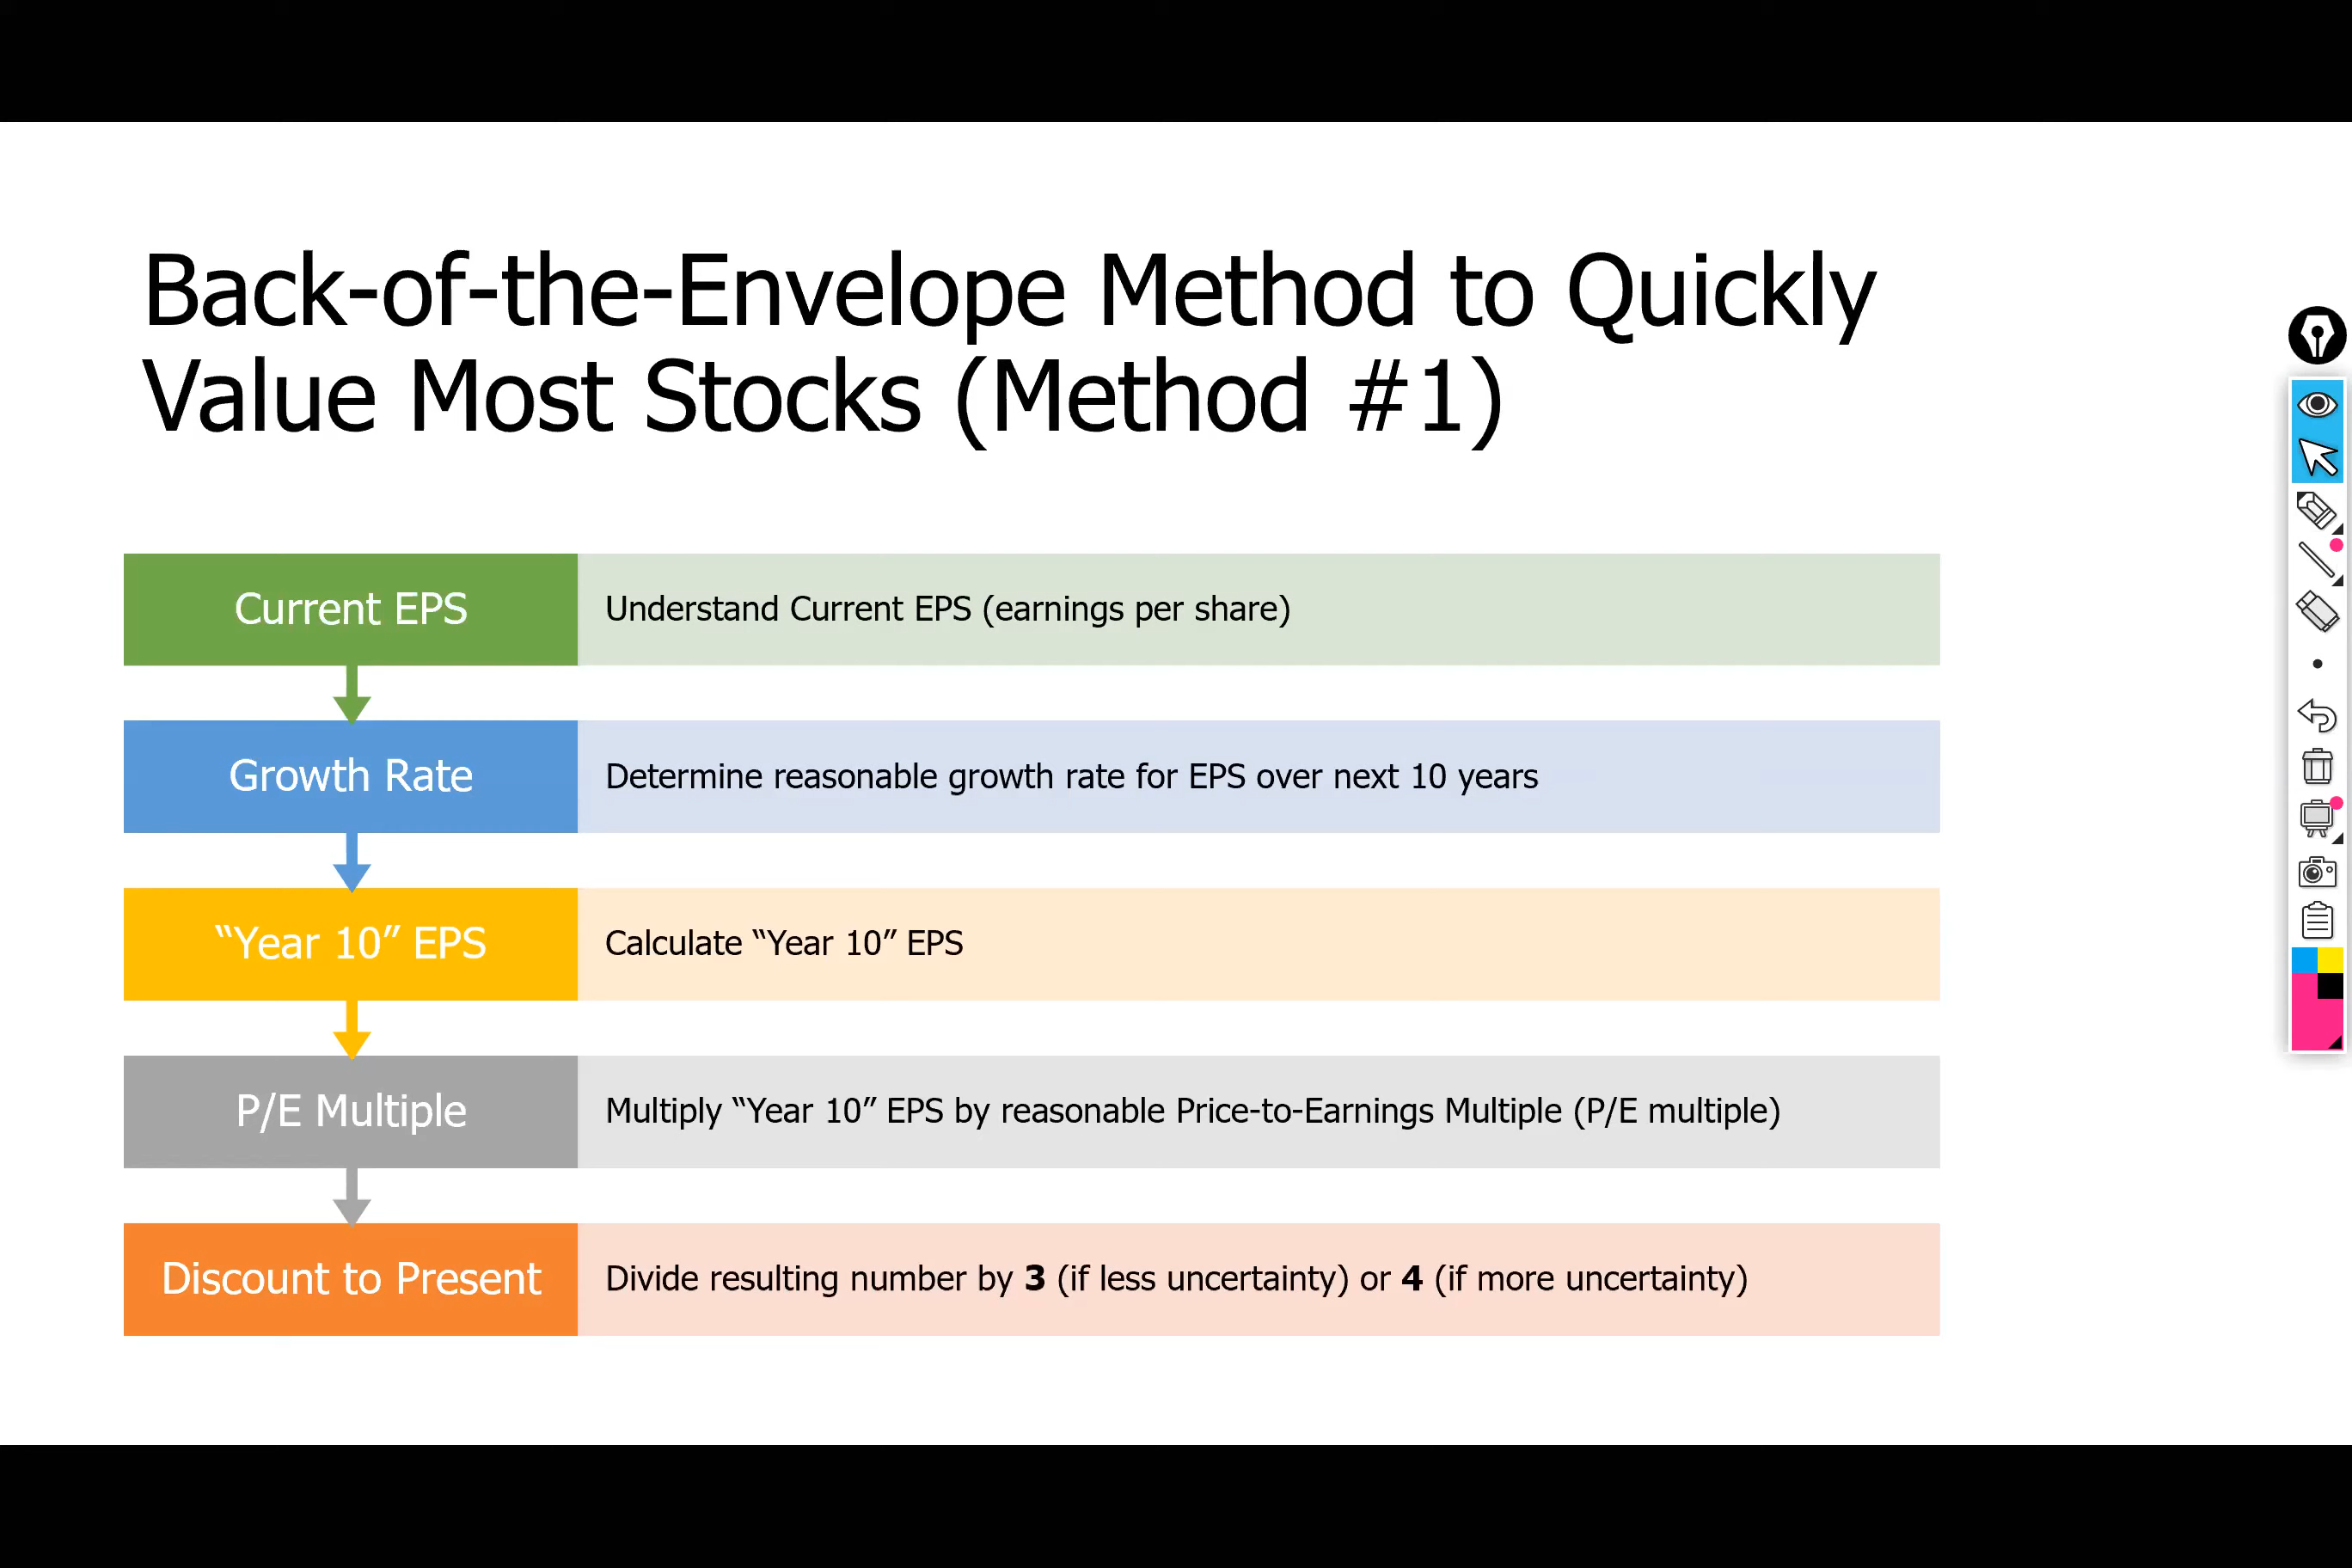 Back-of-the-Envelope Method to Quickly
Value Most Stocks (Method #1)
Current EPS
Understand Current EPS (earnings per share)
Growth Rate
Determine reasonable growth rate for EPS over next 10 years
“Year 10” EPS
Calculate “Year 10” EPS
P/E Multiple
Multiply “Year 10” EPS by reasonable Price-to-Earnings Multiple (P/E multiple)
Discount to Present
Divide resulting number by 3 (if less uncertainty) or 4 (if more uncertainty)